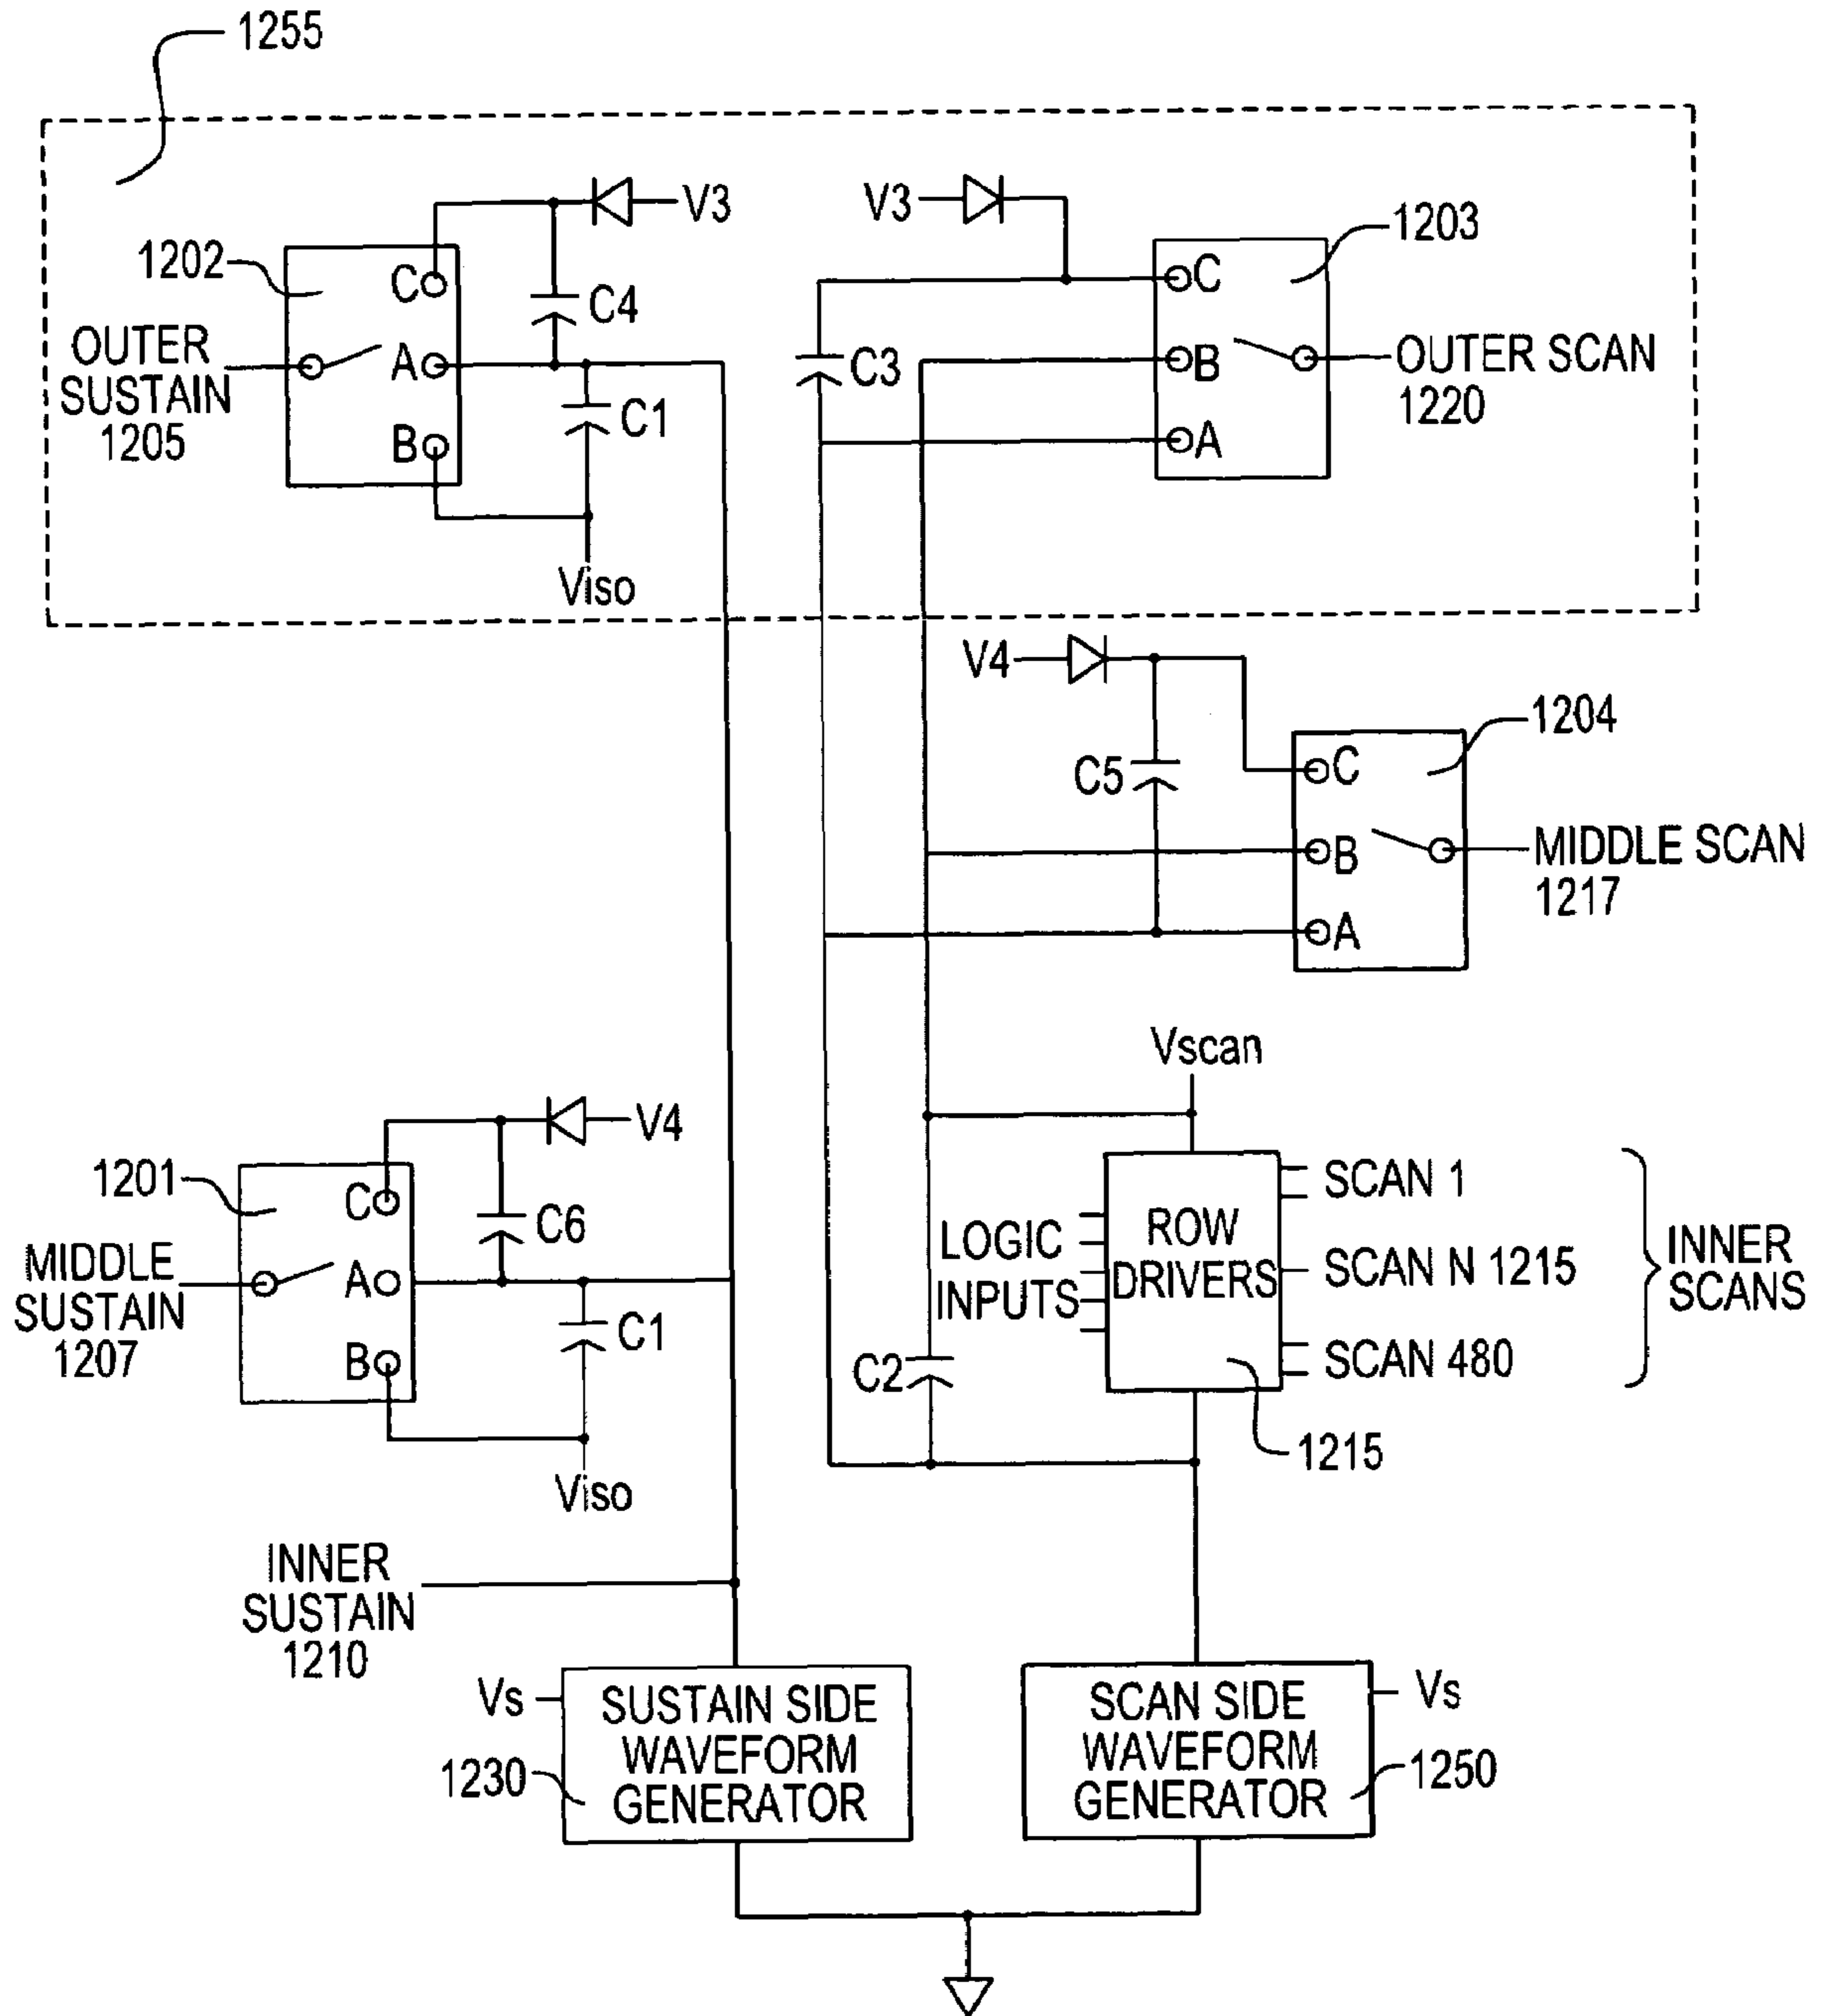 1255
V3
V3
1203
1202
C
C4
C
OUTER
SUSTAIN
1205
A
C3
B
OUTER SCAN
1220
C1
B
A
Viso
V4
1204
C5
C
B
MIDDLE SCAN
1217
A
Vscan
V4
1201
C
C6
MIDDLE
SUSTAIN
1207
A
C1
B
Viso
LOGIC
INPUTS
ROW
DRIVERS
SCAN 1
SCAN N 1215
SCAN 480
INNER
SCANS
C2
1215
INNER
SUSTAIN
1210
Vs
SUSTAIN SIDE
WAVEFORM
GENERATOR
1230
SCAN SIDE
WAVEFORM
GENERATOR
Vs
1250